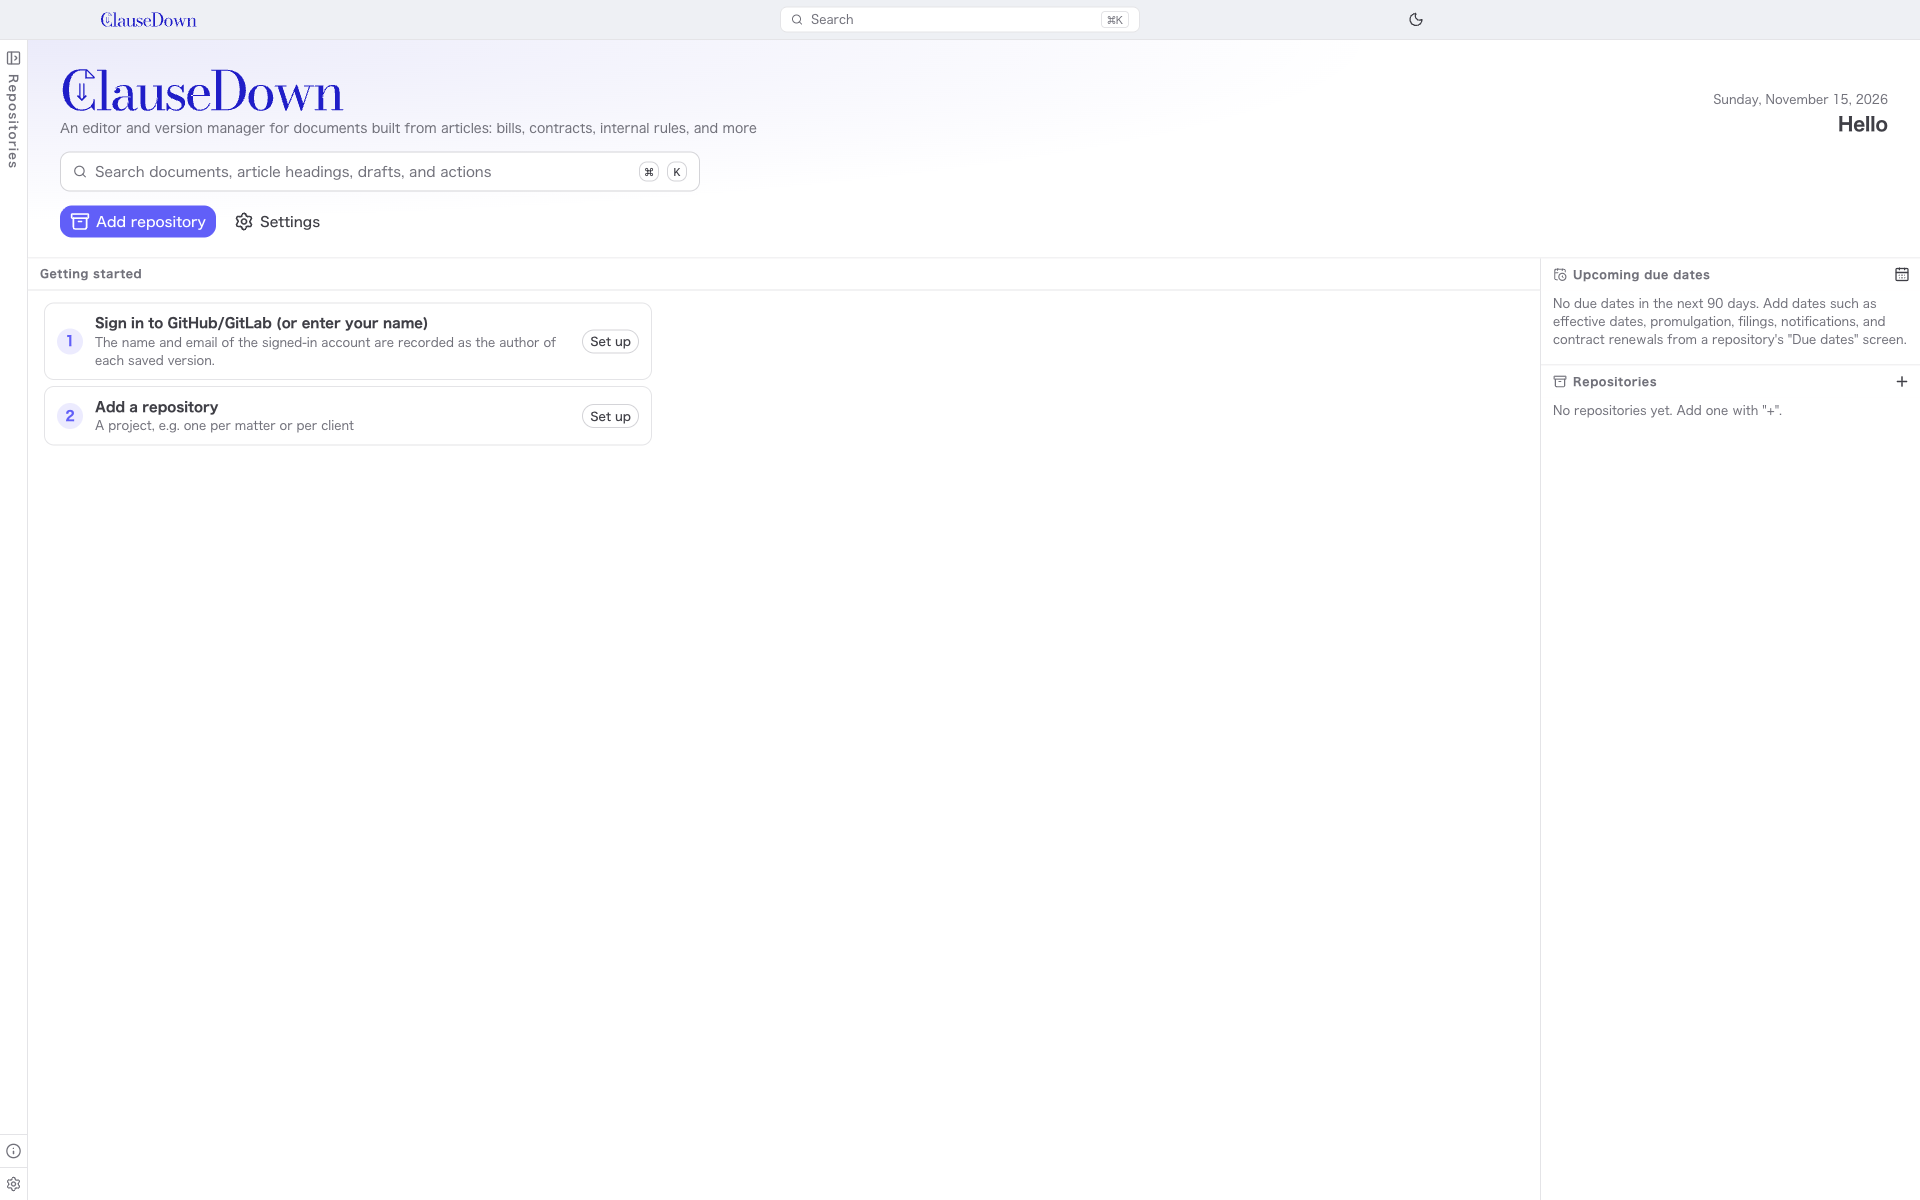 ClauseDown
Search
⌘K
Repositories
ClauseDown
An editor and version manager for documents built from articles: bills, contracts, internal rules, and more
Sunday, November 15, 2026
Hello
Search documents, article headings, drafts, and actions
⌘ K
Add repository
Settings
Getting started
1
Sign in to GitHub/GitLab (or enter your name)
The name and email of the signed-in account are recorded as the author of
each saved version.
Set up
2
Add a repository
A project, e.g. one per matter or per client
Set up
Upcoming due dates
No due dates in the next 90 days. Add dates such as
effective dates, promulgation, filings, notifications, and
contract renewals from a repository's "Due dates" screen.
Repositories
No repositories yet. Add one with "+".